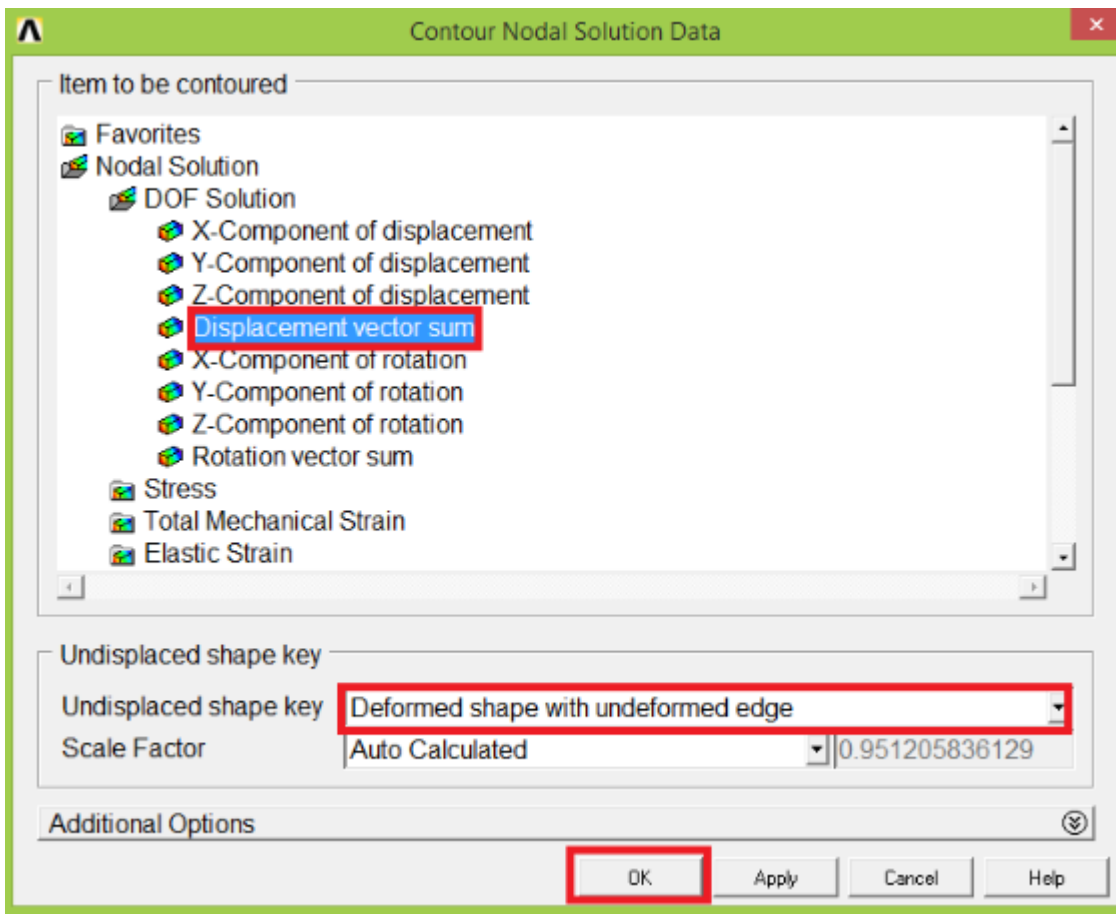 Contour Nodal Solution Data
Item to be contoured
Favorites
Nodal Solution
DOF Solution
X-Component of displacement
Y-Component of displacement
Z-Component of displacement
Displacement vector sum
X-Component of rotation
Y-Component of rotation
Z-Component of rotation
Rotation vector sum
Stress
Total Mechanical Strain
Elastic Strain
Undisplaced shape key
Undisplaced shape key Deformed shape with undeformed edge
Scale Factor Auto Calculated 0.951205836129
Additional Options
OK Apply Cancel Help